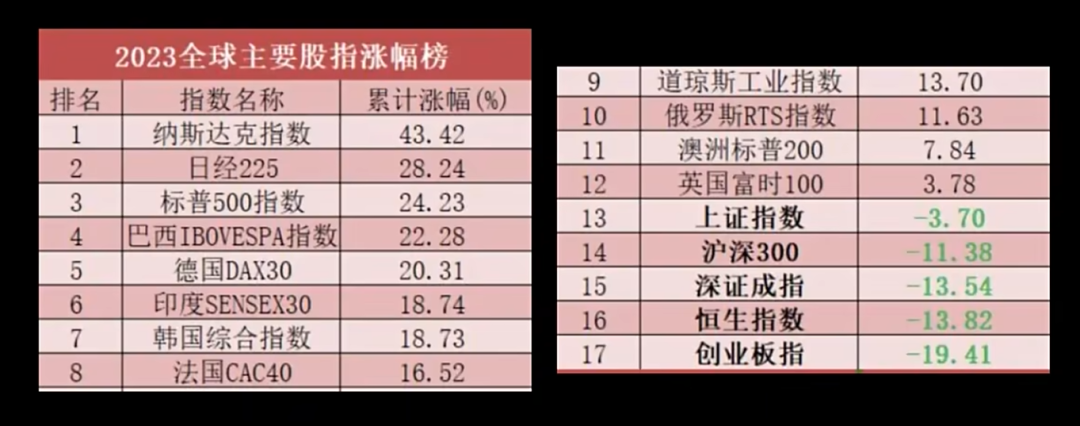 2023全球主要股指涨幅榜
排名 指数名称 累计涨幅(%)
1 纳斯达克指数 43.42
2 日经225 28.24
3 标普500指数 24.23
4 巴西IBOVESPA指数 22.28
5 德国DAX30 20.31
6 印度SENSEX30 18.74
7 韩国综合指数 18.73
8 法国CAC40 16.52
9 道琼斯工业指数 13.70
10 俄罗斯RTS指数 11.63
11 澳洲标普200 7.84
12 英国富时100 3.78
13 上证指数 -3.70
14 沪深300 -11.38
15 深证成指 -13.54
16 恒生指数 -13.82
17 创业板指 -19.41